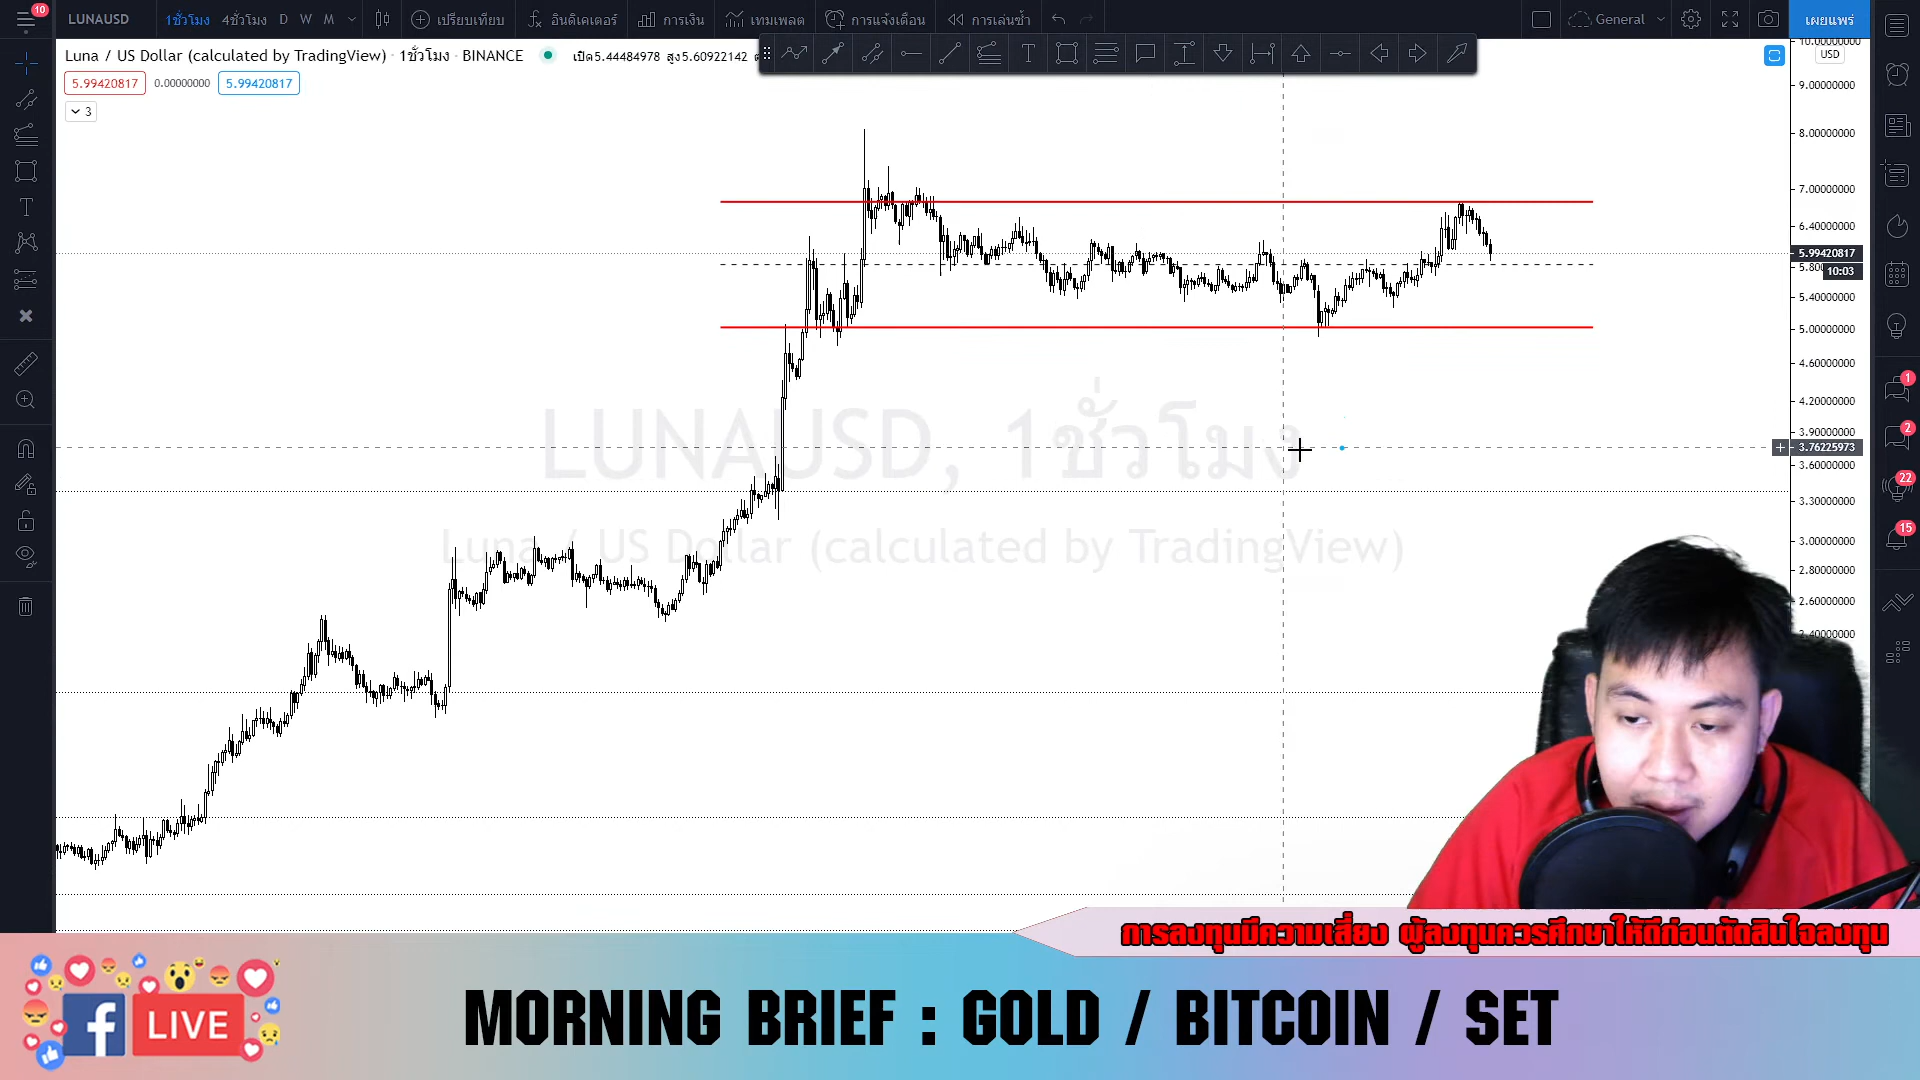 10
LUNAUSD
1ชั่วโมง 4ชั่วโมง D W M
เปรียบเทียบ
อินดิเคเตอร์
การเงิน
เทมเพลต
การแจ้งเตือน
การเล่นซ้ำ
General
เผยแพร่
Luna / US Dollar (calculated by TradingView) · 1ชั่วโมง · BINANCE
เปิด5.44484978 สูง5.60922142
5.99420817 0.00000000 5.99420817
3
10.00000000
USD
9.00000000
8.00000000
7.00000000
6.40000000
5.99420817
10:03
5.40000000
5.00000000
4.60000000
4.20000000
3.90000000
3.76225973
3.60000000
3.30000000
3.00000000
2.80000000
2.60000000
2.40000000
LUNAUSD, 1ชั่วโมง
Luna / US Dollar (calculated by TradingView)
1
2
22
15
การลงทุนมีความเสี่ยง ผู้ลงทุนควรศึกษาให้ดีก่อนตัดสินใจลงทุน
f LIVE
MORNING BRIEF : GOLD / BITCOIN / SET